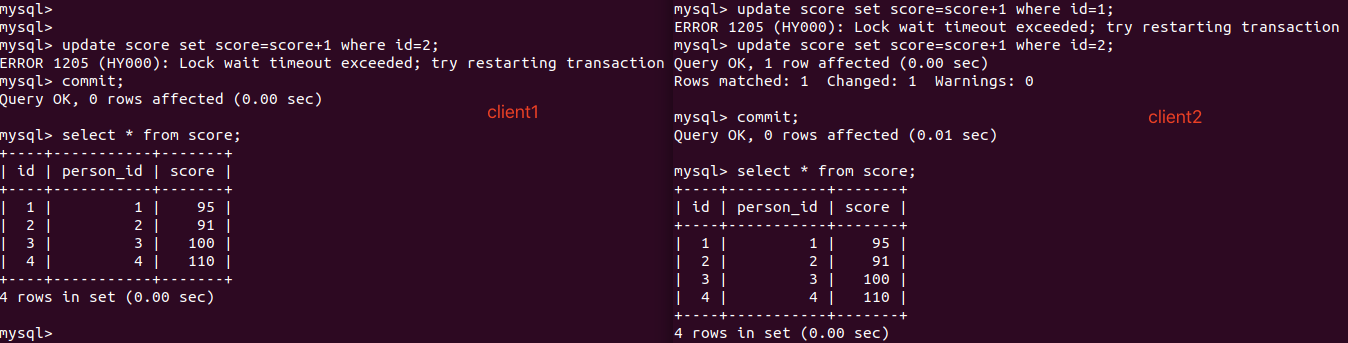 mysql>
mysql>
mysql> update score set score=score+1 where id=2;
ERROR 1205 (HY000): Lock wait timeout exceeded; try restarting transaction
mysql> commit;
Query OK, 0 rows affected (0.00 sec)
client1
mysql> select * from score;
+----+-----------+-------+
| id | person_id | score |
+----+-----------+-------+
| 1 | 1 | 95 |
| 2 | 2 | 91 |
| 3 | 3 | 100 |
| 4 | 4 | 110 |
+----+-----------+-------+
4 rows in set (0.00 sec)
mysql>
mysql> update score set score=score+1 where id=1;
ERROR 1205 (HY000): Lock wait timeout exceeded; try restarting transaction
mysql> update score set score=score+1 where id=2;
Query OK, 1 row affected (0.00 sec)
Rows matched: 1  Changed: 1  Warnings: 0
mysql> commit;
client2
Query OK, 0 rows affected (0.01 sec)
mysql> select * from score;
+----+-----------+-------+
| id | person_id | score |
+----+-----------+-------+
| 1 | 1 | 95 |
| 2 | 2 | 91 |
| 3 | 3 | 100 |
| 4 | 4 | 110 |
+----+-----------+-------+
4 rows in set (0.00 sec)